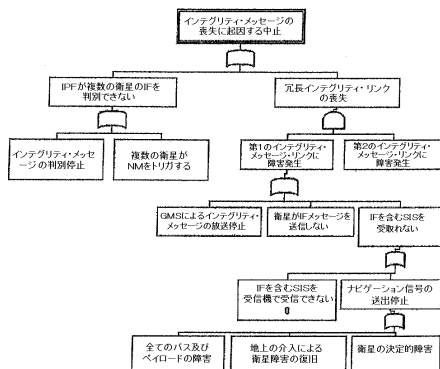 インテグリティ・メッセージの
喪失に起因する中止
IPFが複数の衛星のIFを
判別できない
冗長インテグリティ・リンク
の喪失
インテグリティ・メッセ
ージの判別停止
複数の衛星が
NMをトリガする
第1のインテグリティ・
メッセージ・リンクに
障害発生
第2のインテグリティ・
メッセージ・リンクに
障害発生
GMSによるインテグリティ・
メッセージの放送停止
衛星がIFメッセージを
送信しない
IFを含むSISを
受取れない
IFを含むSISを
受信機で受信できない
ナビゲーション信号の
送出停止
全てのバス及び
ペイロードの障害
地上の介入による
衛星障害の復旧
衛星の決定的障害